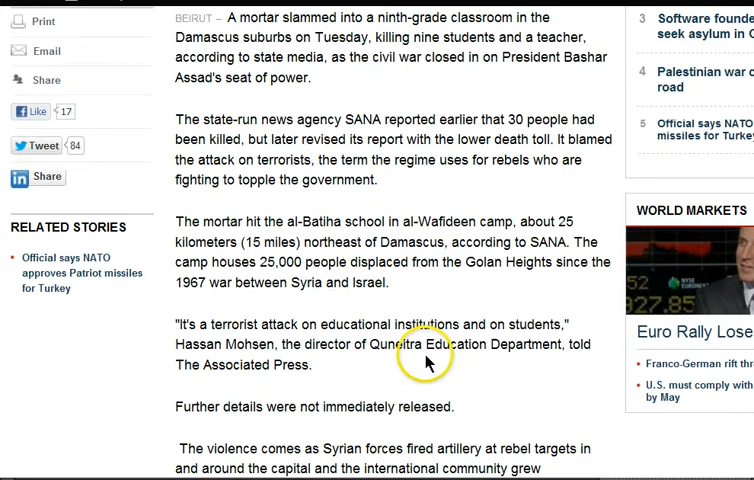 Print
Email
Share
Like 17
Tweet 84
in Share
RELATED STORIES
Official says NATO
approves Patriot missiles
for Turkey
BEIRUT – A mortar slammed into a ninth-grade classroom in the
Damascus suburbs on Tuesday, killing nine students and a teacher,
according to state media, as the civil war closed in on President Bashar
Assad's seat of power.
The state-run news agency SANA reported earlier that 30 people had
been killed, but later revised its report with the lower death toll. It blamed
the attack on terrorists, the term the regime uses for rebels who are
fighting to topple the government.
The mortar hit the al-Batiha school in al-Wafideen camp, about 25
kilometers (15 miles) northeast of Damascus, according to SANA. The
camp houses 25,000 people displaced from the Golan Heights since the
1967 war between Syria and Israel.
"It's a terrorist attack on educational institutions and on students,"
Hassan Mohsen, the director of Quneitra Education Department, told
The Associated Press.
Further details were not immediately released.
The violence comes as Syrian forces fired artillery at rebel targets in
and around the capital and the international community grew
3 Software founde
seek asylum in G
4 Palestinian war c
road
5 Official says NATO
missiles for Turkey
WORLD MARKETS
52
927.85
NYSE
EURONEXT
Euro Rally Lose
Franco-German rift thr
U.S. must comply with
by May